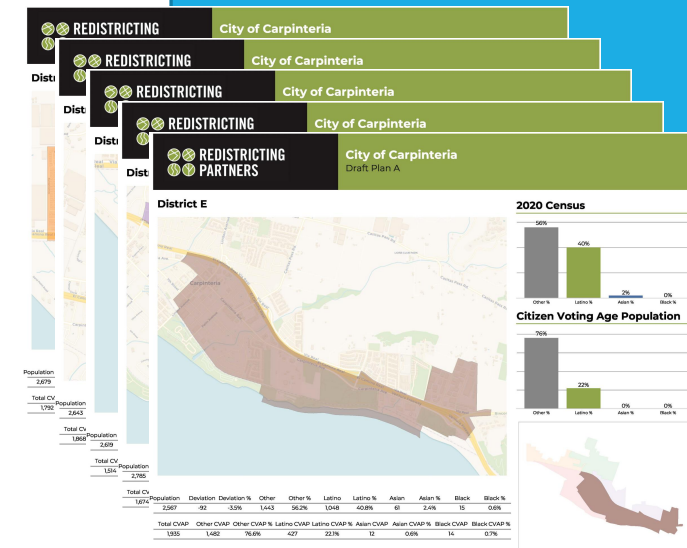 REDISTRICTING
City of Carpinteria
REDISTRICTING
City of Carpinteria
REDISTRICTING
City of Carpinteria
REDISTRICTING
City of Carpinteria
REDISTRICTING
PARTNERS
City of Carpinteria
Draft Plan A
Distr
Distr
Distr
Distr
District E
Carpinteria
2020 Census
56%
40%
2%
0%
Other %
Latino %
Asian %
Black %
Citizen Voting Age Population
76%
22%
0%
0%
Other %
Latino %
Asian %
Black %
Population
2,679
Total CV
1,792
Population
2,643
Total CV
1,868
Population
2,619
Total CV
1,514
Population
2,785
Total CV
1,674
Population Deviation Deviation % Other Other % Latino Latino % Asian Asian % Black Black %
2,567 -92 -3.5% 1,443 56.2% 1,048 40.8% 61 2.4% 15 0.6%
Total CVAP Other CVAP Other CVAP % Latino CVAP Latino CVAP % Asian CVAP Asian CVAP % Black CVAP Black CVAP %
1,935 1,482 76.6% 427 22.1% 12 0.6% 14 0.7%